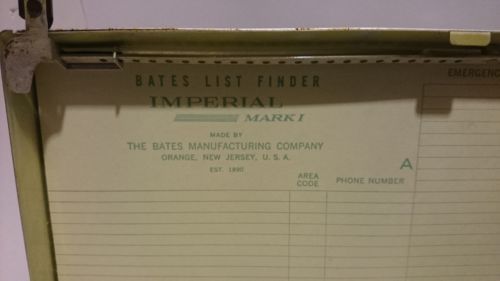 BATES LIST FINDER
IMPERIAL
MARK I
MADE BY
THE BATES MANUFACTURING COMPANY
ORANGE, NEW JERSEY, U. S. A.
EST. 1890
EMERGENC
A
AREA CODE
PHONE NUMBER